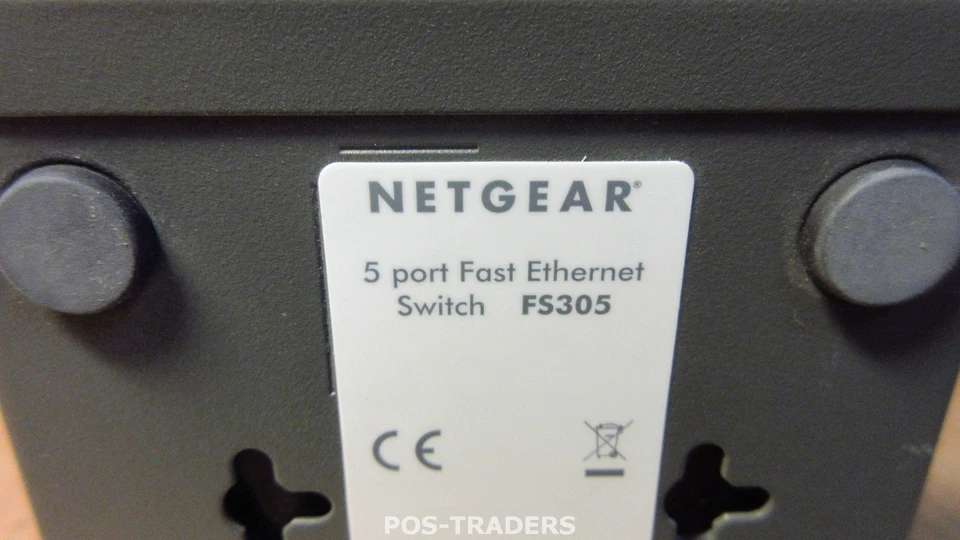 NETGEAR®
5 port Fast Ethernet
Switch FS305
CE
POS-TRADERS